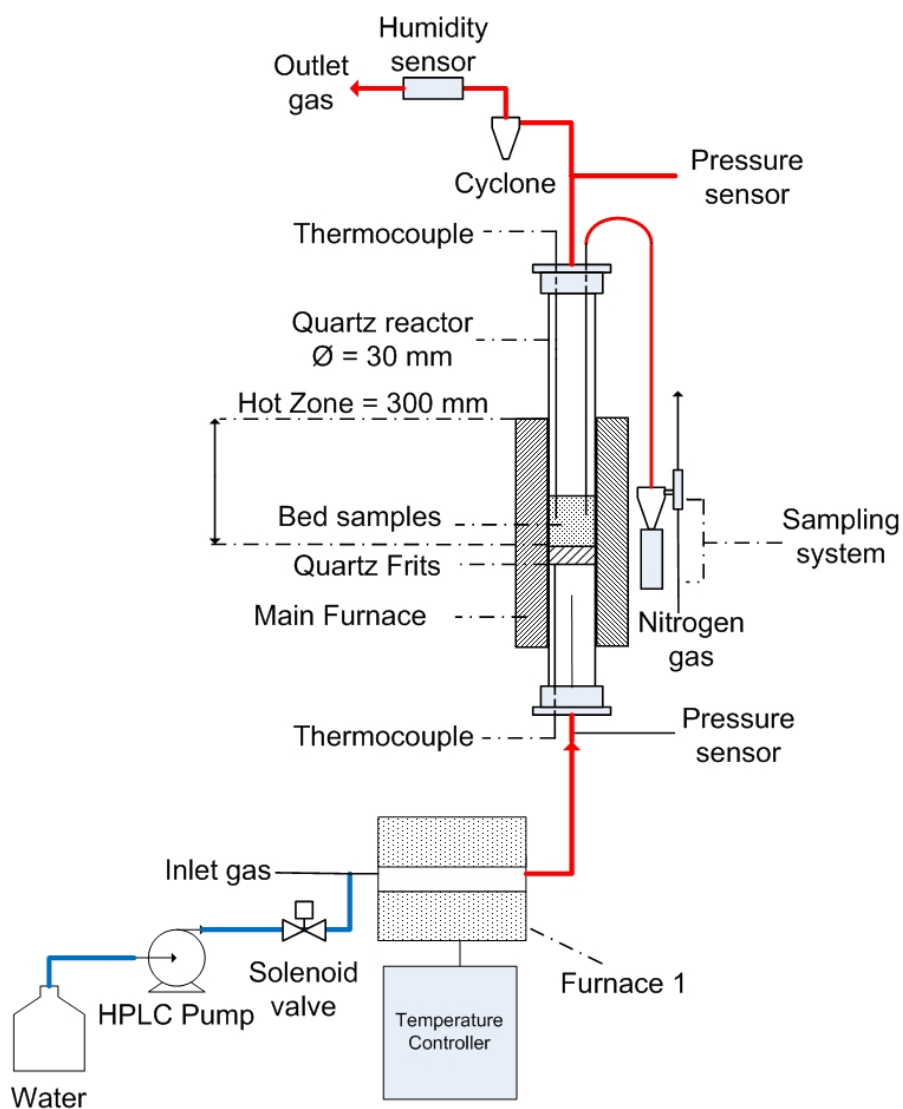 Humidity
sensor
Outlet
gas
Cyclone
Pressure
sensor
Thermocouple
Quartz reactor
Ø = 30 mm
Hot Zone = 300 mm
Bed samples
Sampling
system
Quartz Frits
Main Furnace
Nitrogen
gas
Thermocouple
Pressure
sensor
Inlet gas
Solenoid
valve
Furnace 1
HPLC Pump
Temperature
Controller
Water